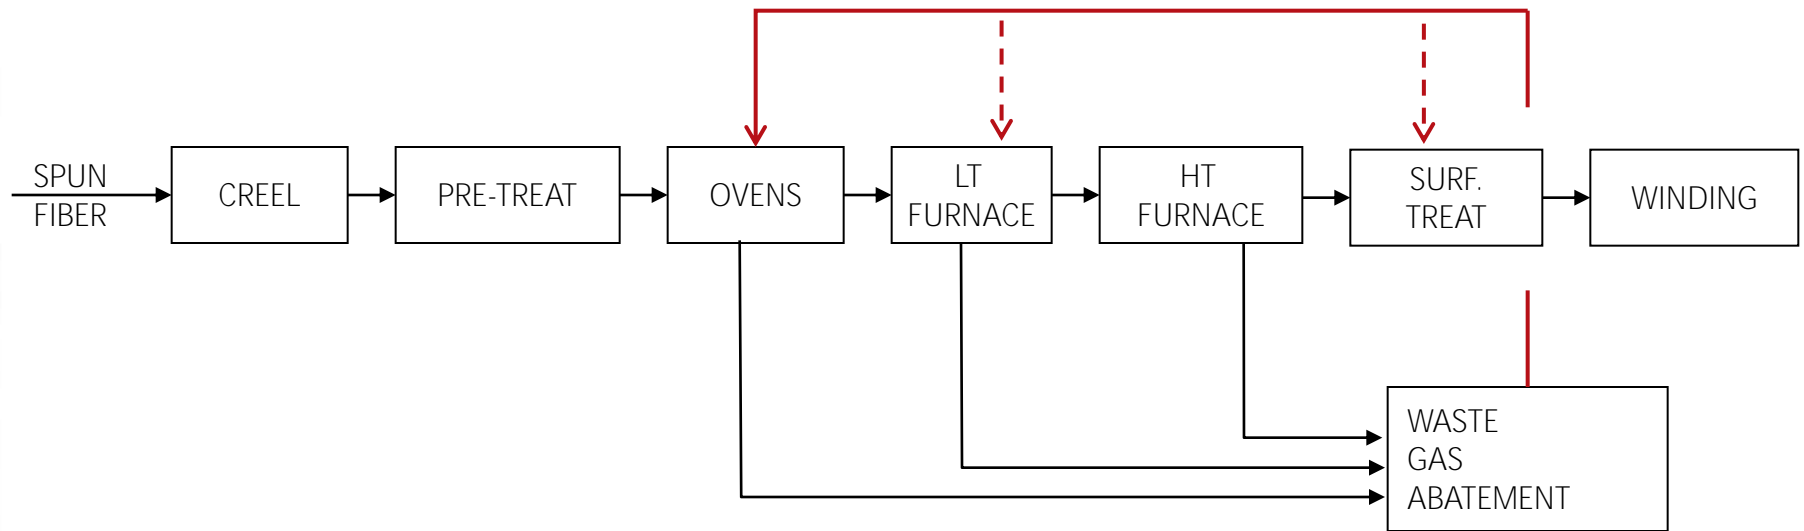 SPUN
FIBER
CREEL
PRE-TREAT
OVENS
LT
FURNACE
HT
FURNACE
SURF.
TREAT
WINDING
WASTE
GAS
ABATEMENT